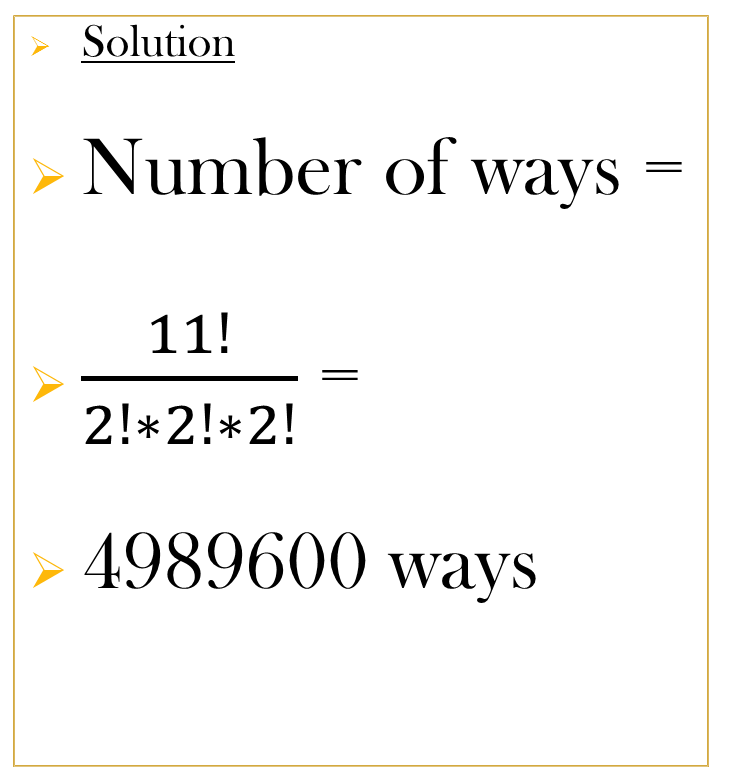 Solution
Number of ways =
11!
2!*2!*2!
=
4989600 ways